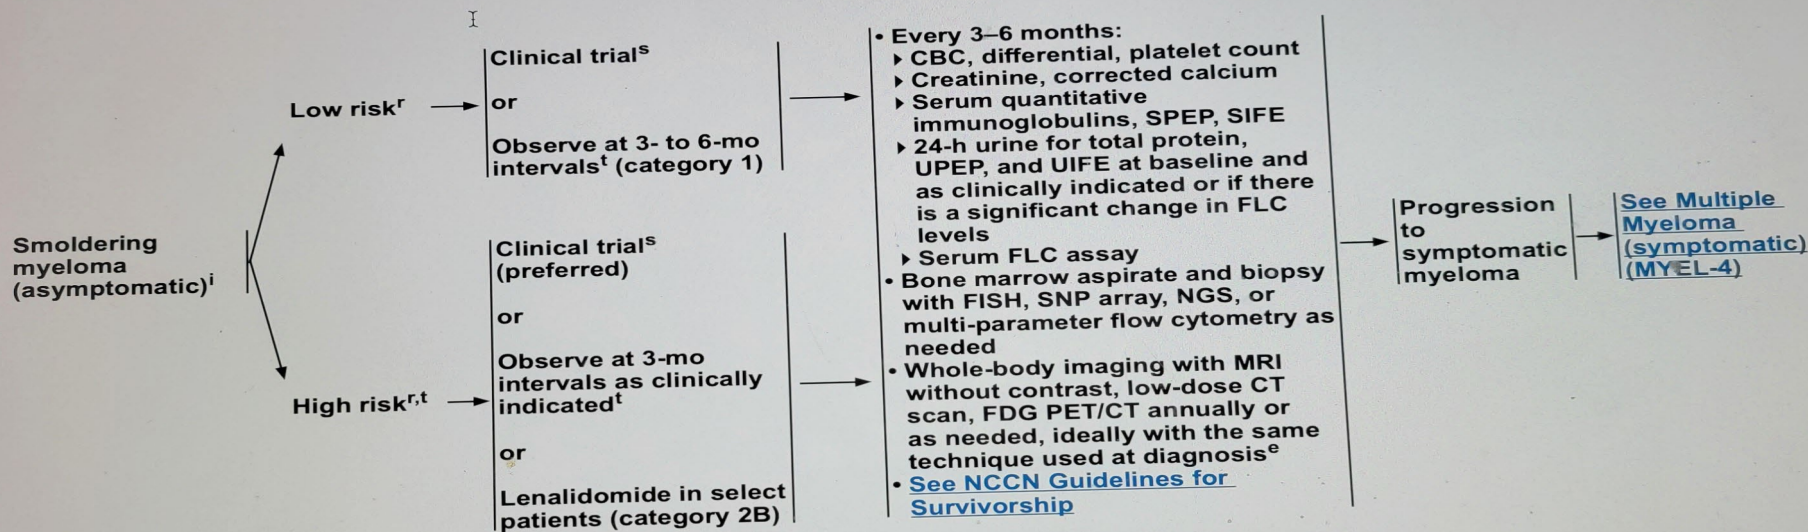 Smoldering
myeloma
(asymptomatic)i
Low riskr
High riskr,t
Clinical trials
or
Observe at 3- to 6-mo
intervalst (category 1)
Clinical trials
(preferred)
or
Observe at 3-mo
intervals as clinically
indicatedt
or
Lenalidomide in select
patients (category 2B)
• Every 3–6 months:
▸ CBC, differential, platelet count
▸ Creatinine, corrected calcium
▸ Serum quantitative
immunoglobulins, SPEP, SIFE
▸ 24-h urine for total protein,
UPEP, and UIFE at baseline and
as clinically indicated or if there
is a significant change in FLC
levels
▸ Serum FLC assay
• Bone marrow aspirate and biopsy
with FISH, SNP array, NGS, or
multi-parameter flow cytometry as
needed
• Whole-body imaging with MRI
without contrast, low-dose CT
scan, FDG PET/CT annually or
as needed, ideally with the same
technique used at diagnosise
• See NCCN Guidelines for
Survivorship
Progression
to
symptomatic
myeloma
See Multiple
Myeloma
(symptomatic)
(MYEL-4)